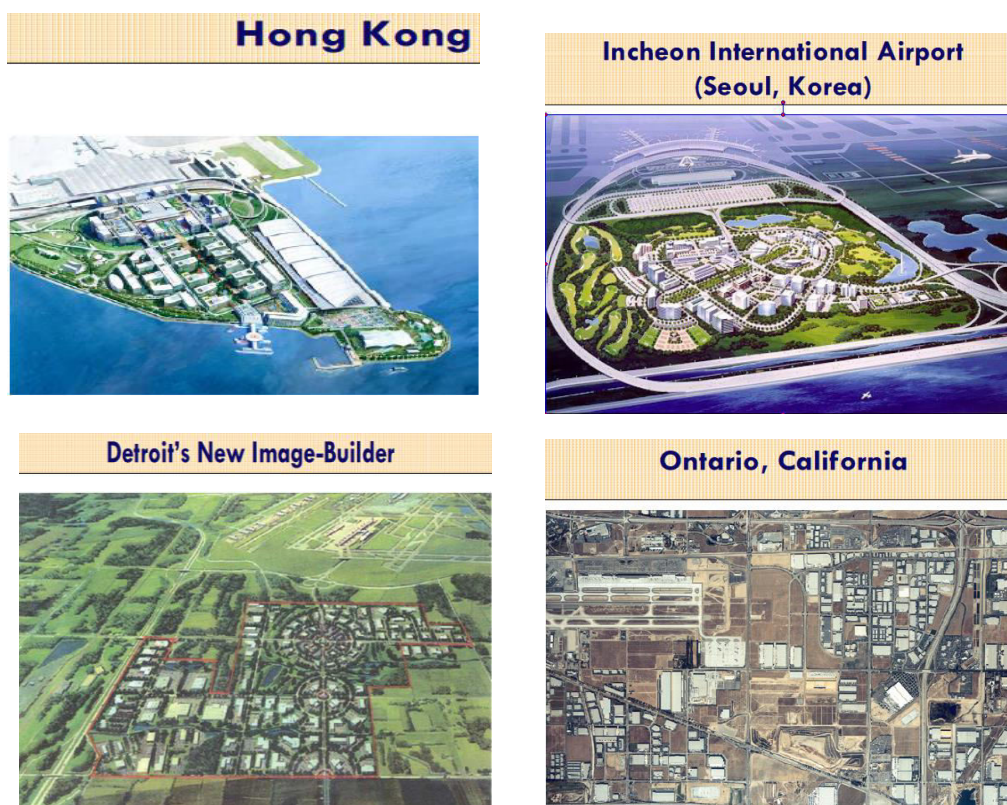 Hong Kong
Incheon International Airport
(Seoul, Korea)
Detroit's New Image-Builder
Ontario, California